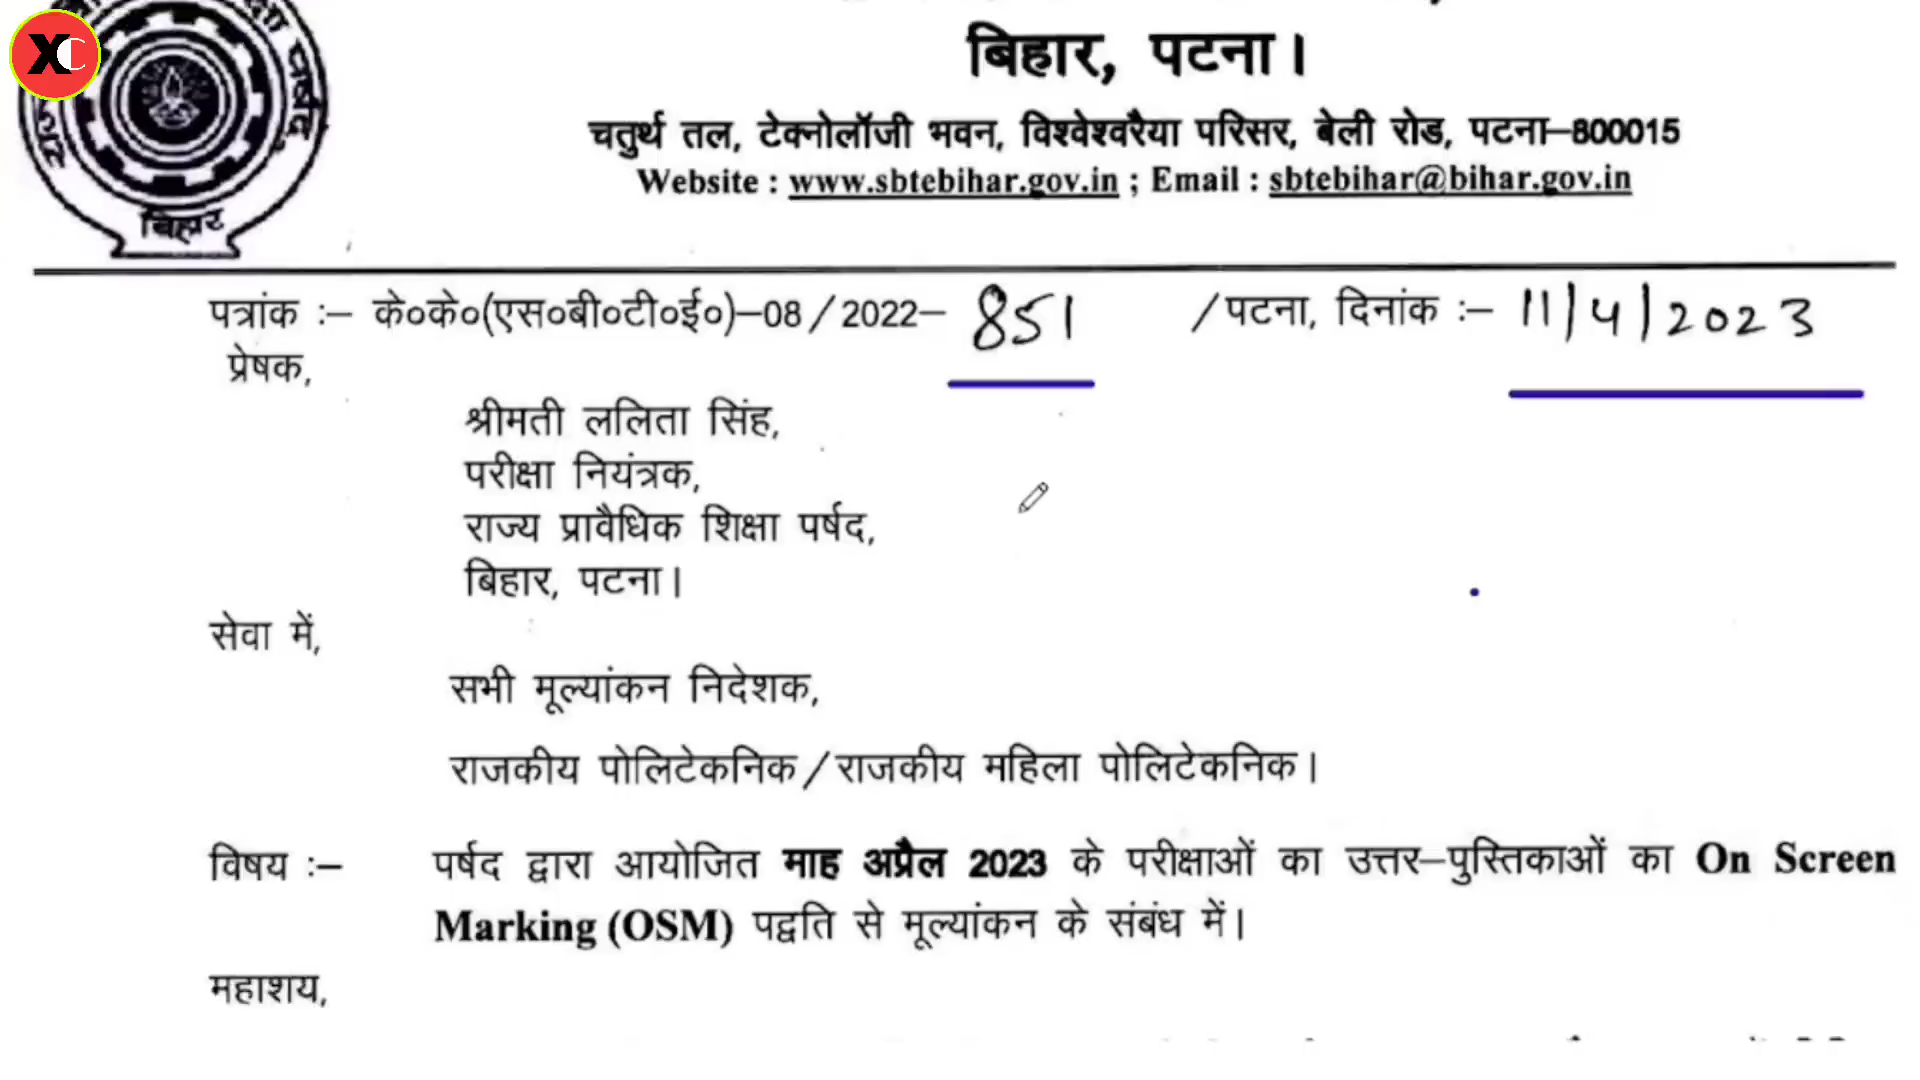 XC
बिहार
बिहार, पटना।
चतुर्थ तल, टेक्नोलॉजी भवन, विश्वेश्वरैया परिसर, बेली रोड, पटना–800015
Website : www.sbtebihar.gov.in ; Email : sbtebihar@bihar.gov.in
पत्रांक :– के०के०(एस०बी०टी०ई०)–08/2022– 851 /पटना, दिनांक :– 11/4/2023
प्रेषक,
श्रीमती ललिता सिंह,
परीक्षा नियंत्रक,
राज्य प्रावैधिक शिक्षा पर्षद,
बिहार, पटना।
सेवा में,
सभी मूल्यांकन निदेशक,
राजकीय पोलिटेकनिक/राजकीय महिला पोलिटेकनिक।
विषय :– पर्षद द्वारा आयोजित माह अप्रैल 2023 के परीक्षाओं का उत्तर–पुस्तिकाओं का On Screen
Marking (OSM) पद्वति से मूल्यांकन के संबंध में।
महाशय,